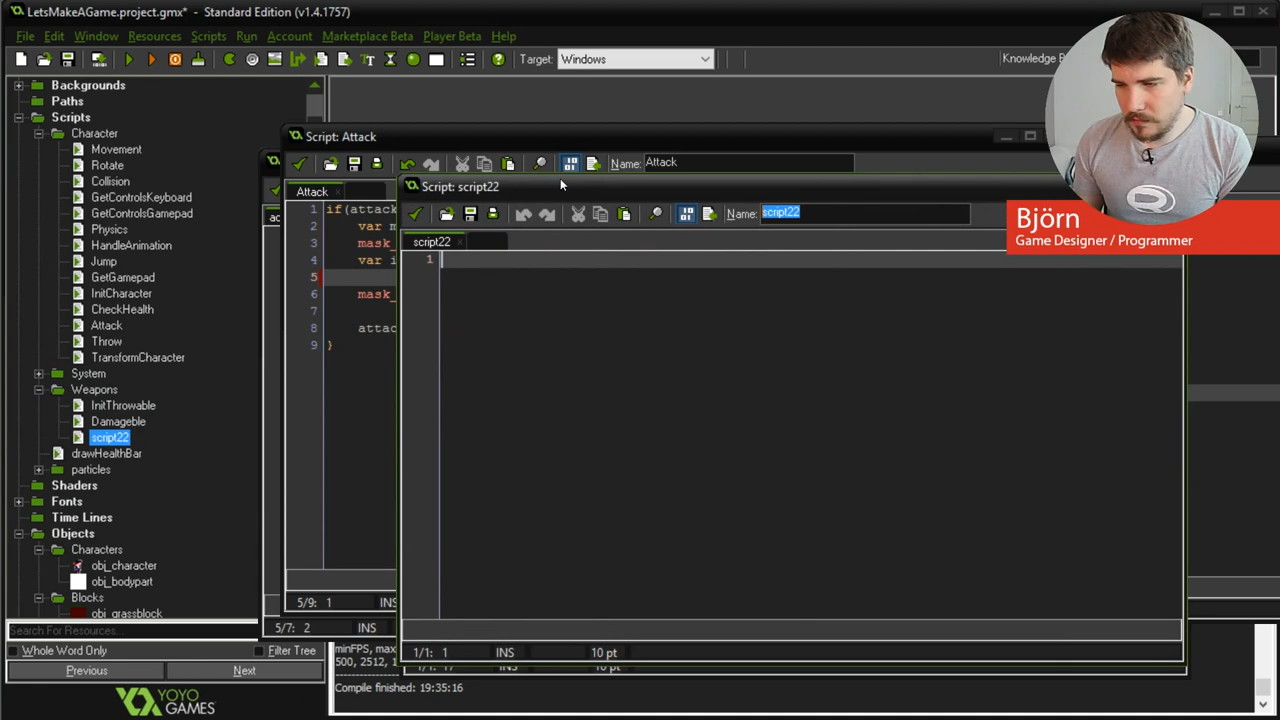 LetsMakeAGame.project.gmx* - Standard Edition (v1.4.1757)
File Edit Window Resources Scripts Run Account Marketplace Beta Player Beta Help
Target: Windows
Knowledge B
Backgrounds
Paths
Scripts
Character
Movement
Rotate
Collision
GetControlsKeyboard
GetControlsGamepad
Physics
HandleAnimation
Jump
GetGamepad
InitCharacter
CheckHealth
Attack
Throw
TransformCharacter
System
Weapons
InitThrowable
Damageable
script22
drawHealthBar
particles
Shaders
Fonts
Time Lines
Objects
Characters
obj_character
obj_bodypart
Blocks
obj_grassblock
Search For Resources...
Whole Word Only
Filter Tree
Previous
Next
YOYO
GAMES™
Script: Attack
Name: Attack
Attack
1 if(attack
2 var m
3 mask_
4 var i
5
6 mask_
7
8 attac
9 }
5/9: 1 INS
5/7: 2 INS
Script: script22
Name: script22
script22
1
1/1: 1 INS 10 pt
minFPS, max
500, 2512, 1
Compile finished: 19:35:16
Björn
Game Designer / Programmer